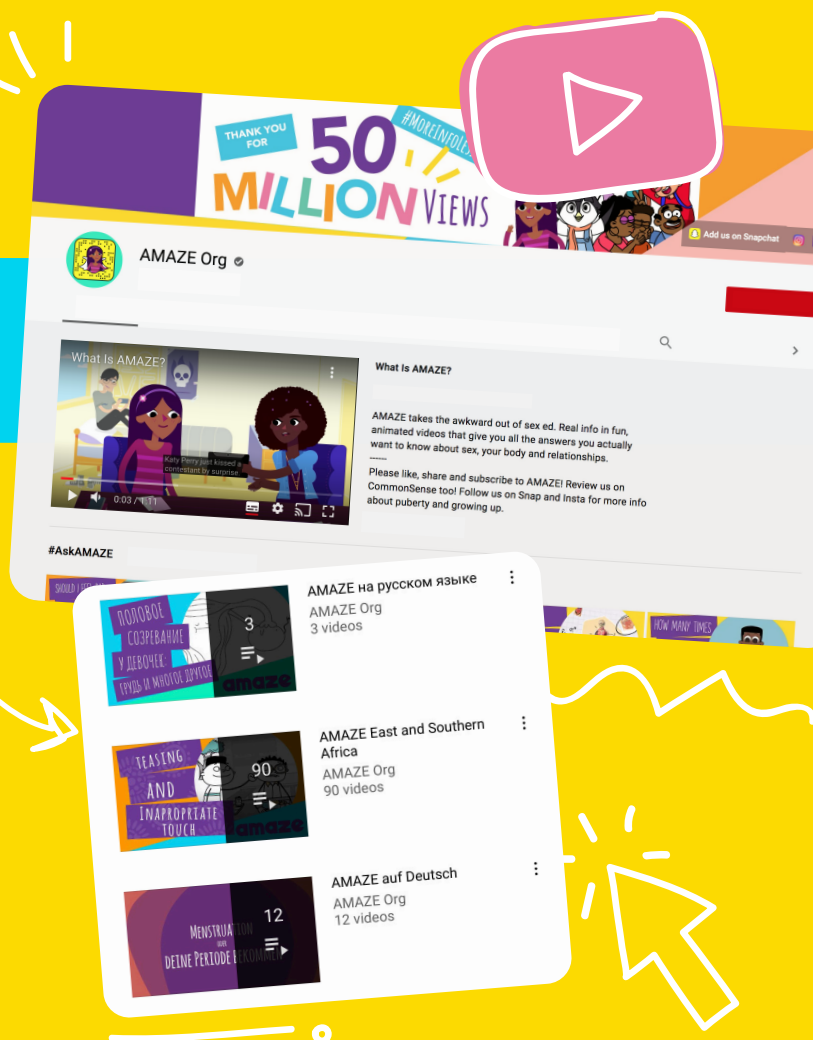 THANK YOU
FOR
50
MILLION VIEWS
Add us on Snapchat
AMAZE Org
What Is AMAZE?
Katy Perry just kissed a
contestant by surprise
0:03 / 1:11
What Is AMAZE?
AMAZE takes the awkward out of sex ed. Real info in fun,
animated videos that give you all the answers you actually
want to know about sex, your body and relationships.
------
Please like, share and subscribe to AMAZE! Review us on
CommonSense too! Follow us on Snap and Insta for more info
about puberty and growing up.
#AskAMAZE
HOW MANY TIMES
ПОЛОВОЕ
СОЗРЕВАНИЕ
У ДЕВОЧЕК:
ГРУДЬ И МНОГОЕ ДРУГОЕ
3
amaze
AMAZE на русском языке
AMAZE Org
3 videos
TEASING
AND
INAPROPRIATE
TOUCH
90
amaze
AMAZE East and Southern
Africa
AMAZE Org
90 videos
MENSTRUATION
ODER
DEINE PERIODE BEKOMMEN
12
AMAZE auf Deutsch
AMAZE Org
12 videos